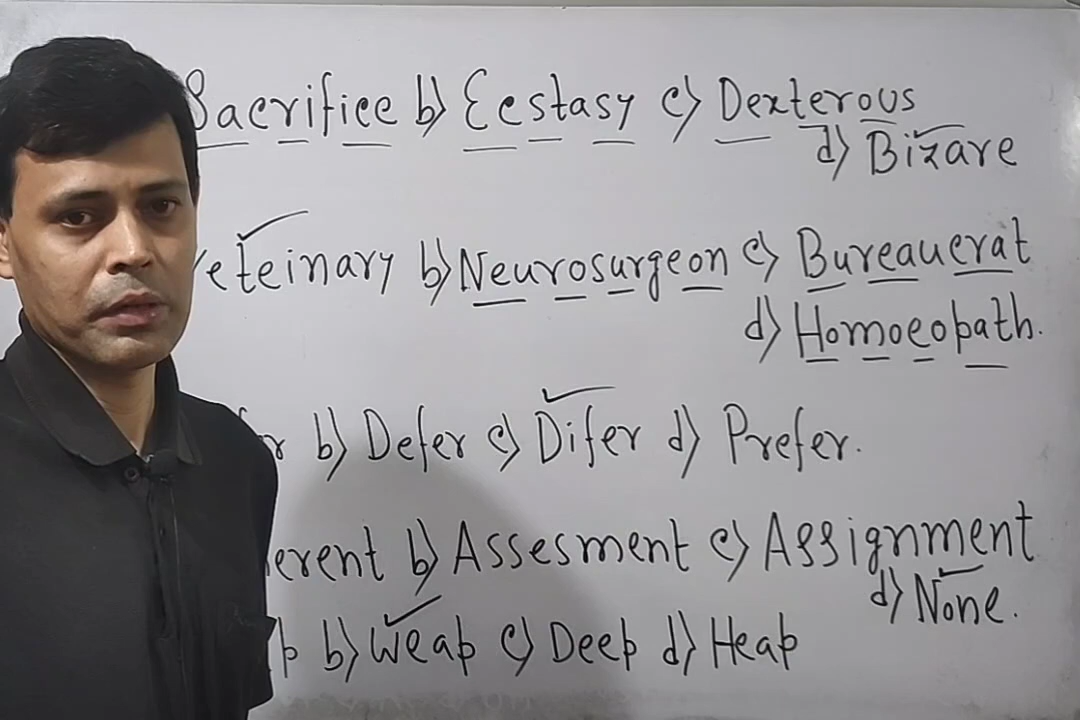 Sacrifice b) Ecstasy c) Dexterous
d) Bizare
eteinary b) Neurosurgeon c) Bureaucrat
d) Homoeopath.
b) Defer c) Difer d) Prefer.
erent b) Assesment c) Assignment
d) None.
p b) Weap c) Deep d) Heap